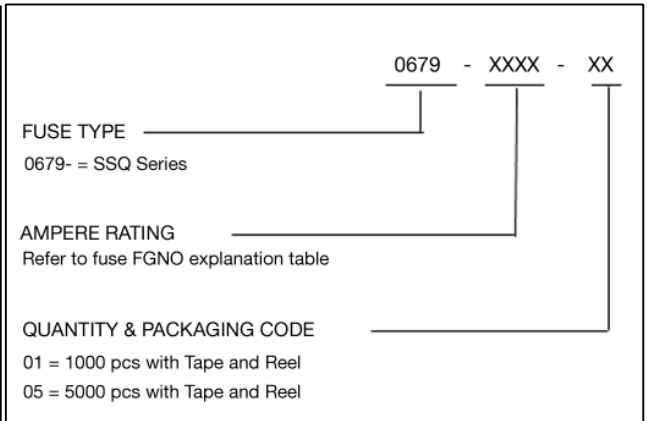 0679 - XXXX - XX
FUSE TYPE
0679- = SSQ Series
AMPERE RATING
Refer to fuse FGNO explanation table
QUANTITY & PACKAGING CODE
01 = 1000 pcs with Tape and Reel
05 = 5000 pcs with Tape and Reel